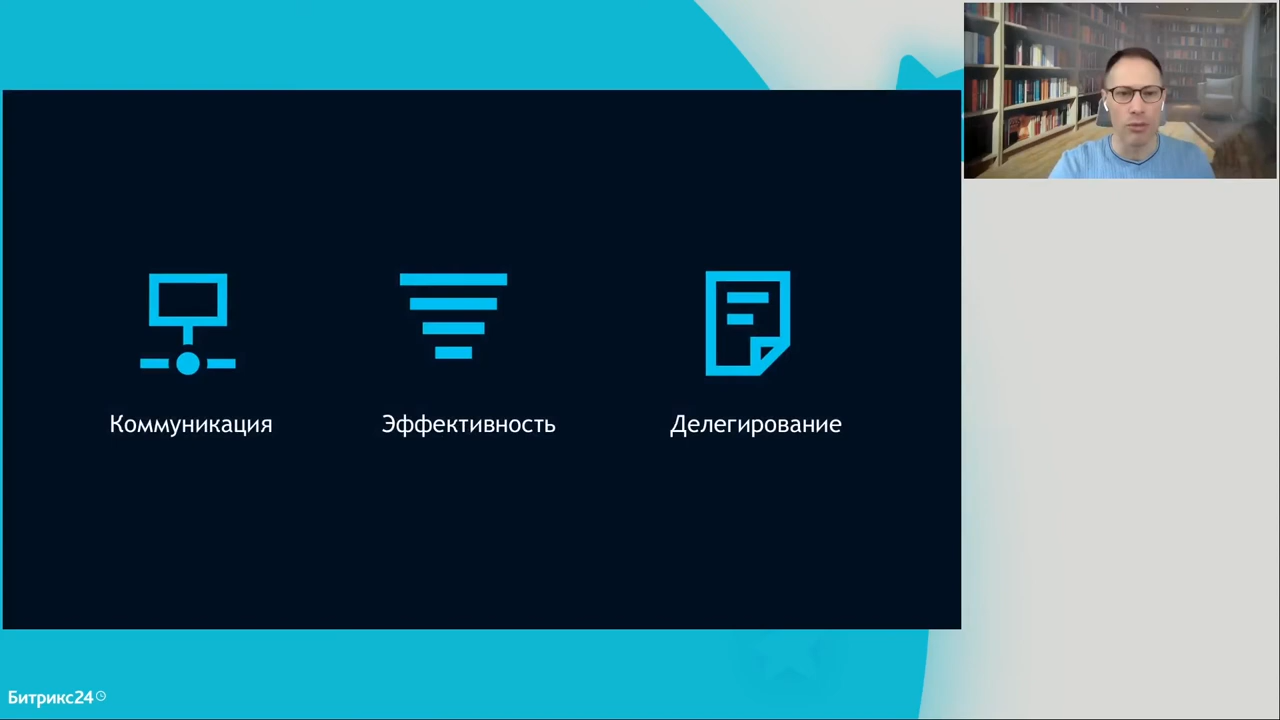 Коммуникация
Эффективность
Делегирование
Битрикс24